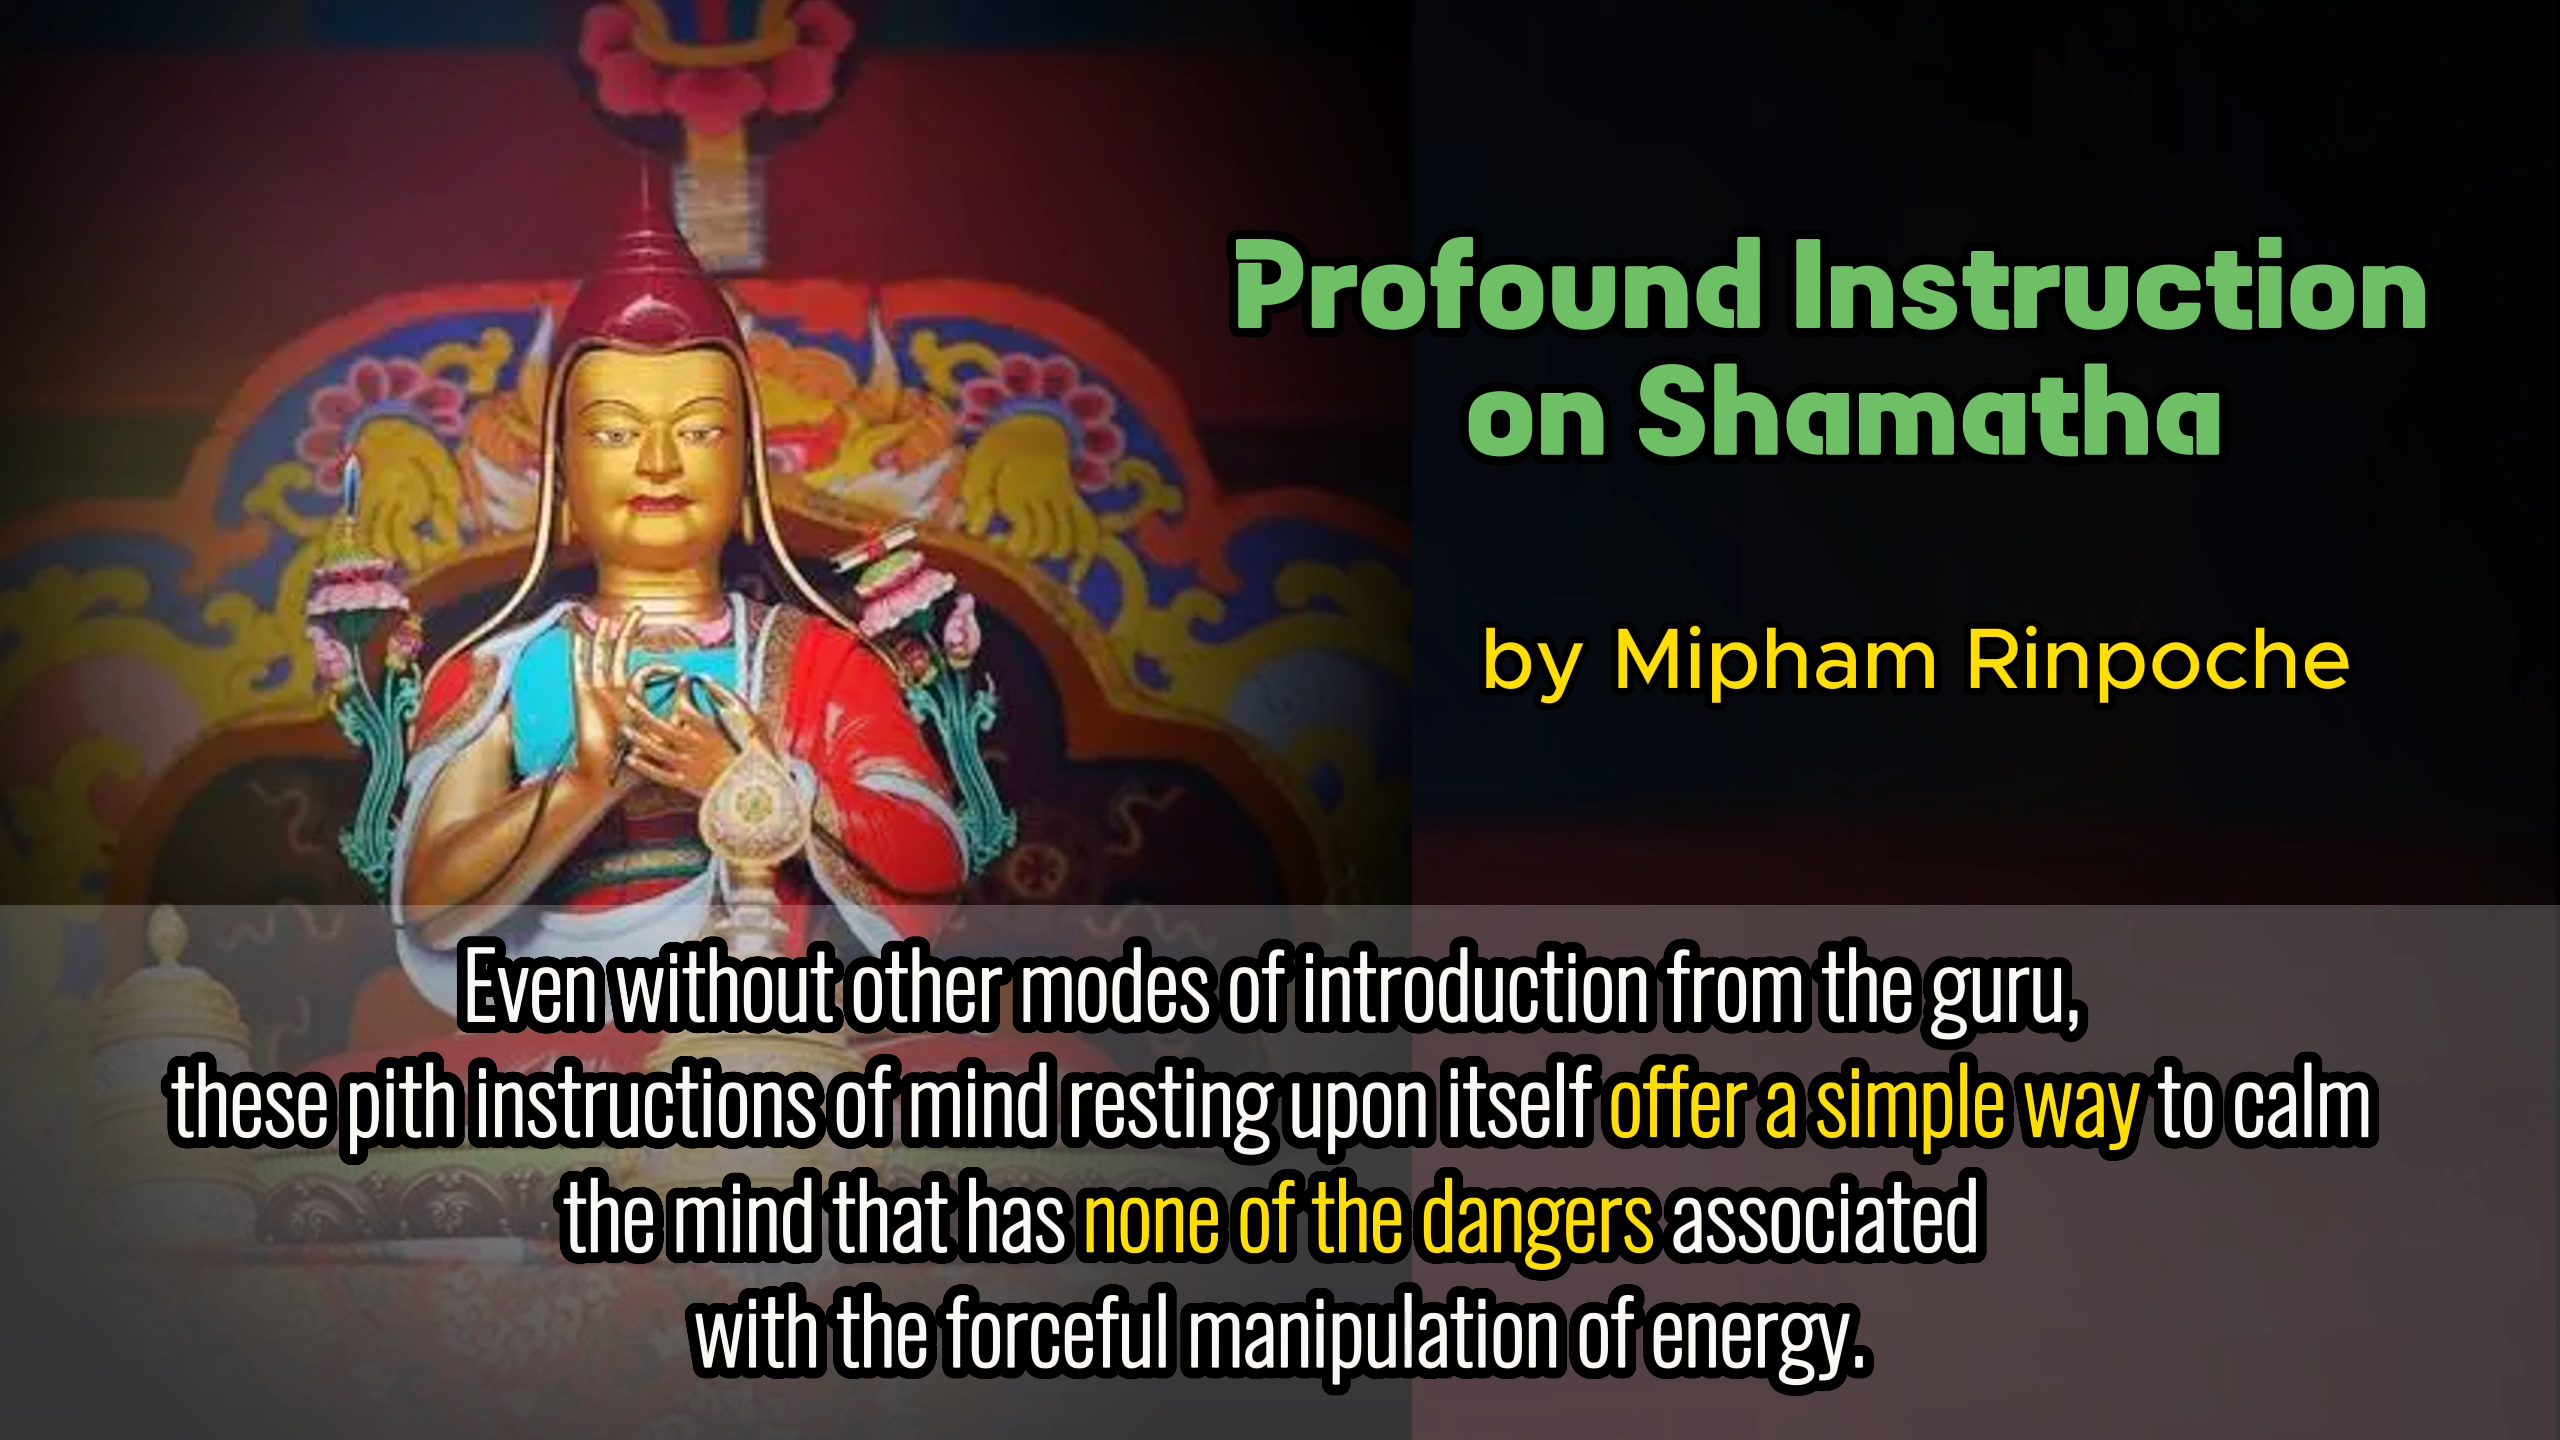 Profound Instruction
on Shamatha
by Mipham Rinpoche
Even without other modes of introduction from the guru,
these pith instructions of mind resting upon itself offer a simple way to calm
the mind that has none of the dangers associated
with the forceful manipulation of energy.